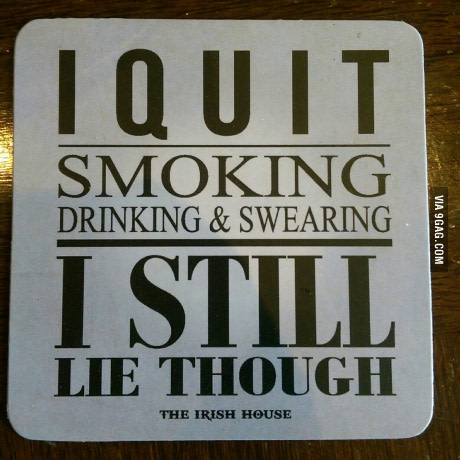 I QUIT
SMOKING
DRINKING & SWEARING
I STILL
LIE THOUGH
THE IRISH HOUSE
VIA 9GAG.COM